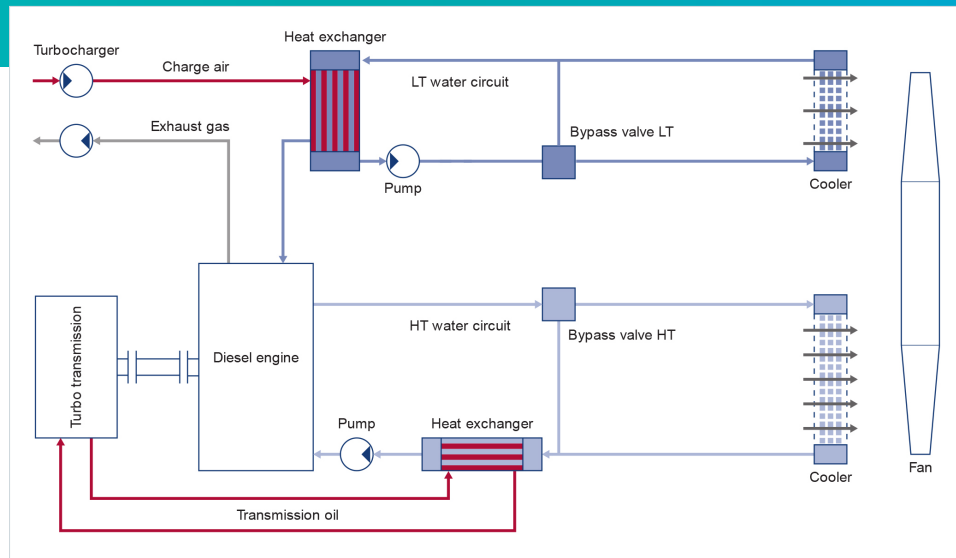 Turbocharger
Charge air
Heat exchanger
LT water circuit
Exhaust gas
Bypass valve LT
Pump
Cooler
Turbo transmission
Diesel engine
HT water circuit
Bypass valve HT
Pump
Heat exchanger
Cooler
Fan
Transmission oil